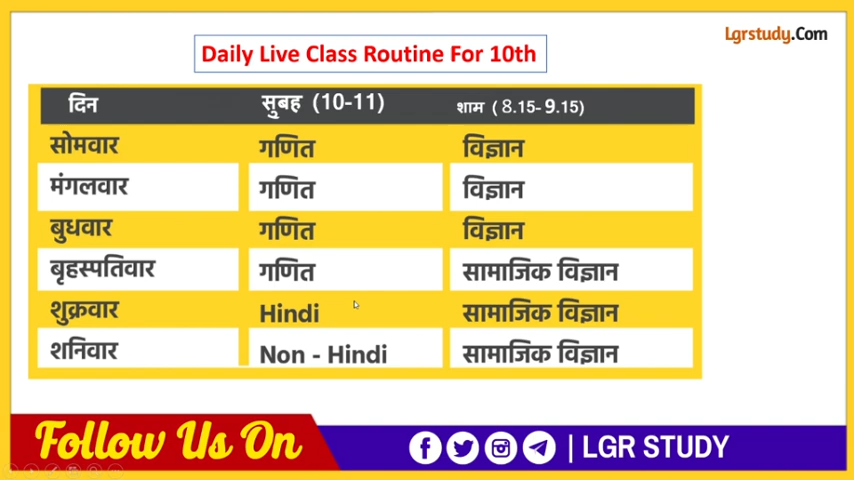 Lgrstudy.Com
Daily Live Class Routine For 10th
दिन सुबह (10-11) शाम ( 8.15- 9.15)
सोमवार गणित विज्ञान
मंगलवार गणित विज्ञान
बुधवार गणित विज्ञान
बृहस्पतिवार गणित सामाजिक विज्ञान
शुक्रवार Hindi सामाजिक विज्ञान
शनिवार Non - Hindi सामाजिक विज्ञान
Follow Us On | LGR STUDY